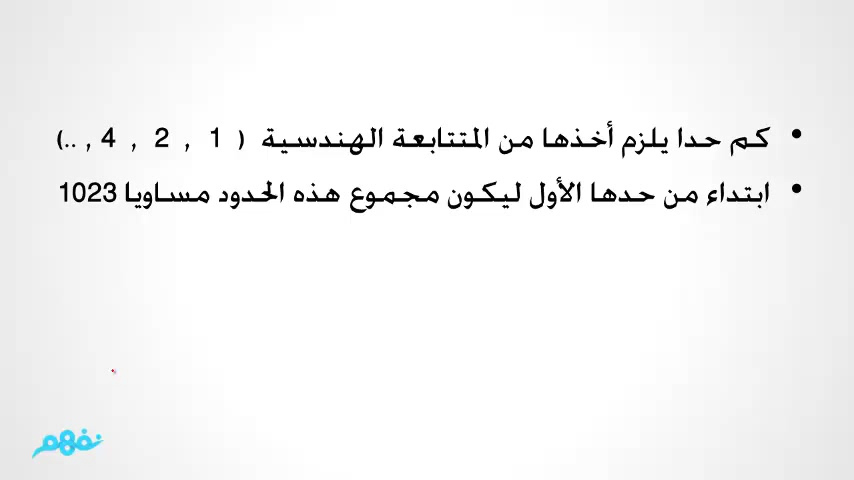 • كم حدا يلزم أخذها من المتتابعة الهندسية ( 1 , 2 , 4 , ..)
• ابتداء من حدها الأول ليكون مجموع هذه الحدود مساويا 1023
نفهم